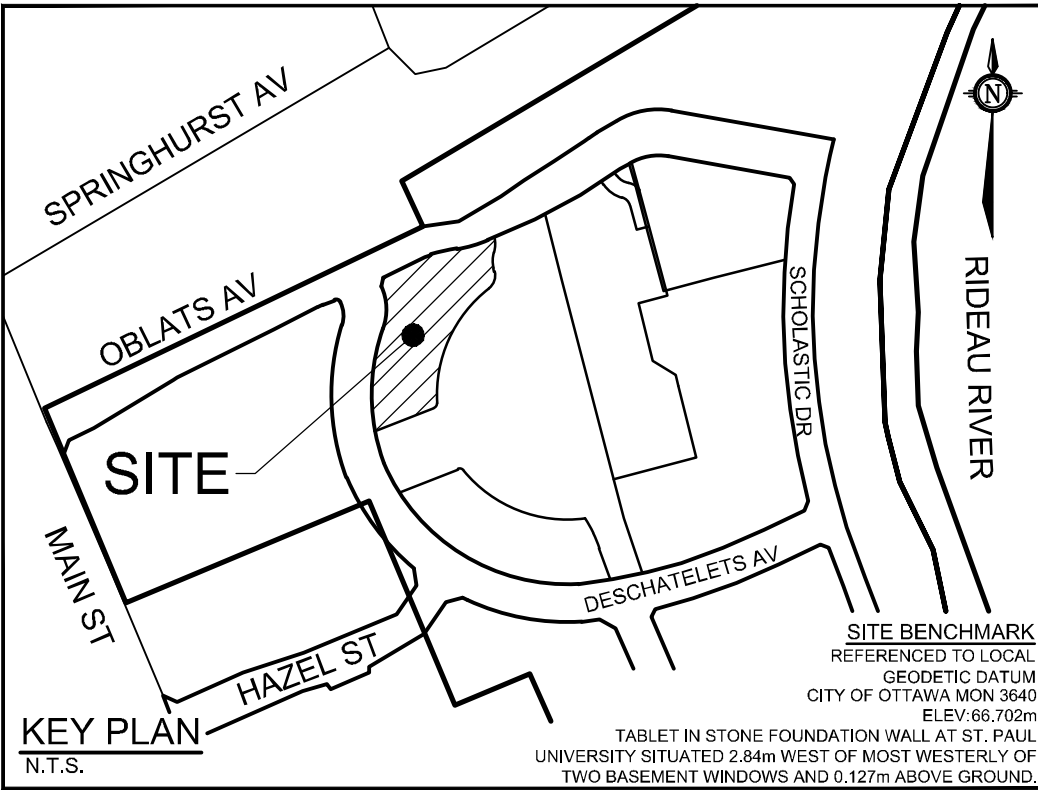 SPRINGHURST AV
N
OBLATS AV
SCHOLASTIC DR
RIDEAU RIVER
SITE
MAIN ST
DESCHATELETS AV
HAZEL ST
KEY PLAN
N.T.S.
SITE BENCHMARK
REFERENCED TO LOCAL
GEODETIC DATUM
CITY OF OTTAWA MON 3640
ELEV:66.702m
TABLET IN STONE FOUNDATION WALL AT ST. PAUL
UNIVERSITY SITUATED 2.84m WEST OF MOST WESTERLY OF
TWO BASEMENT WINDOWS AND 0.127m ABOVE GROUND.